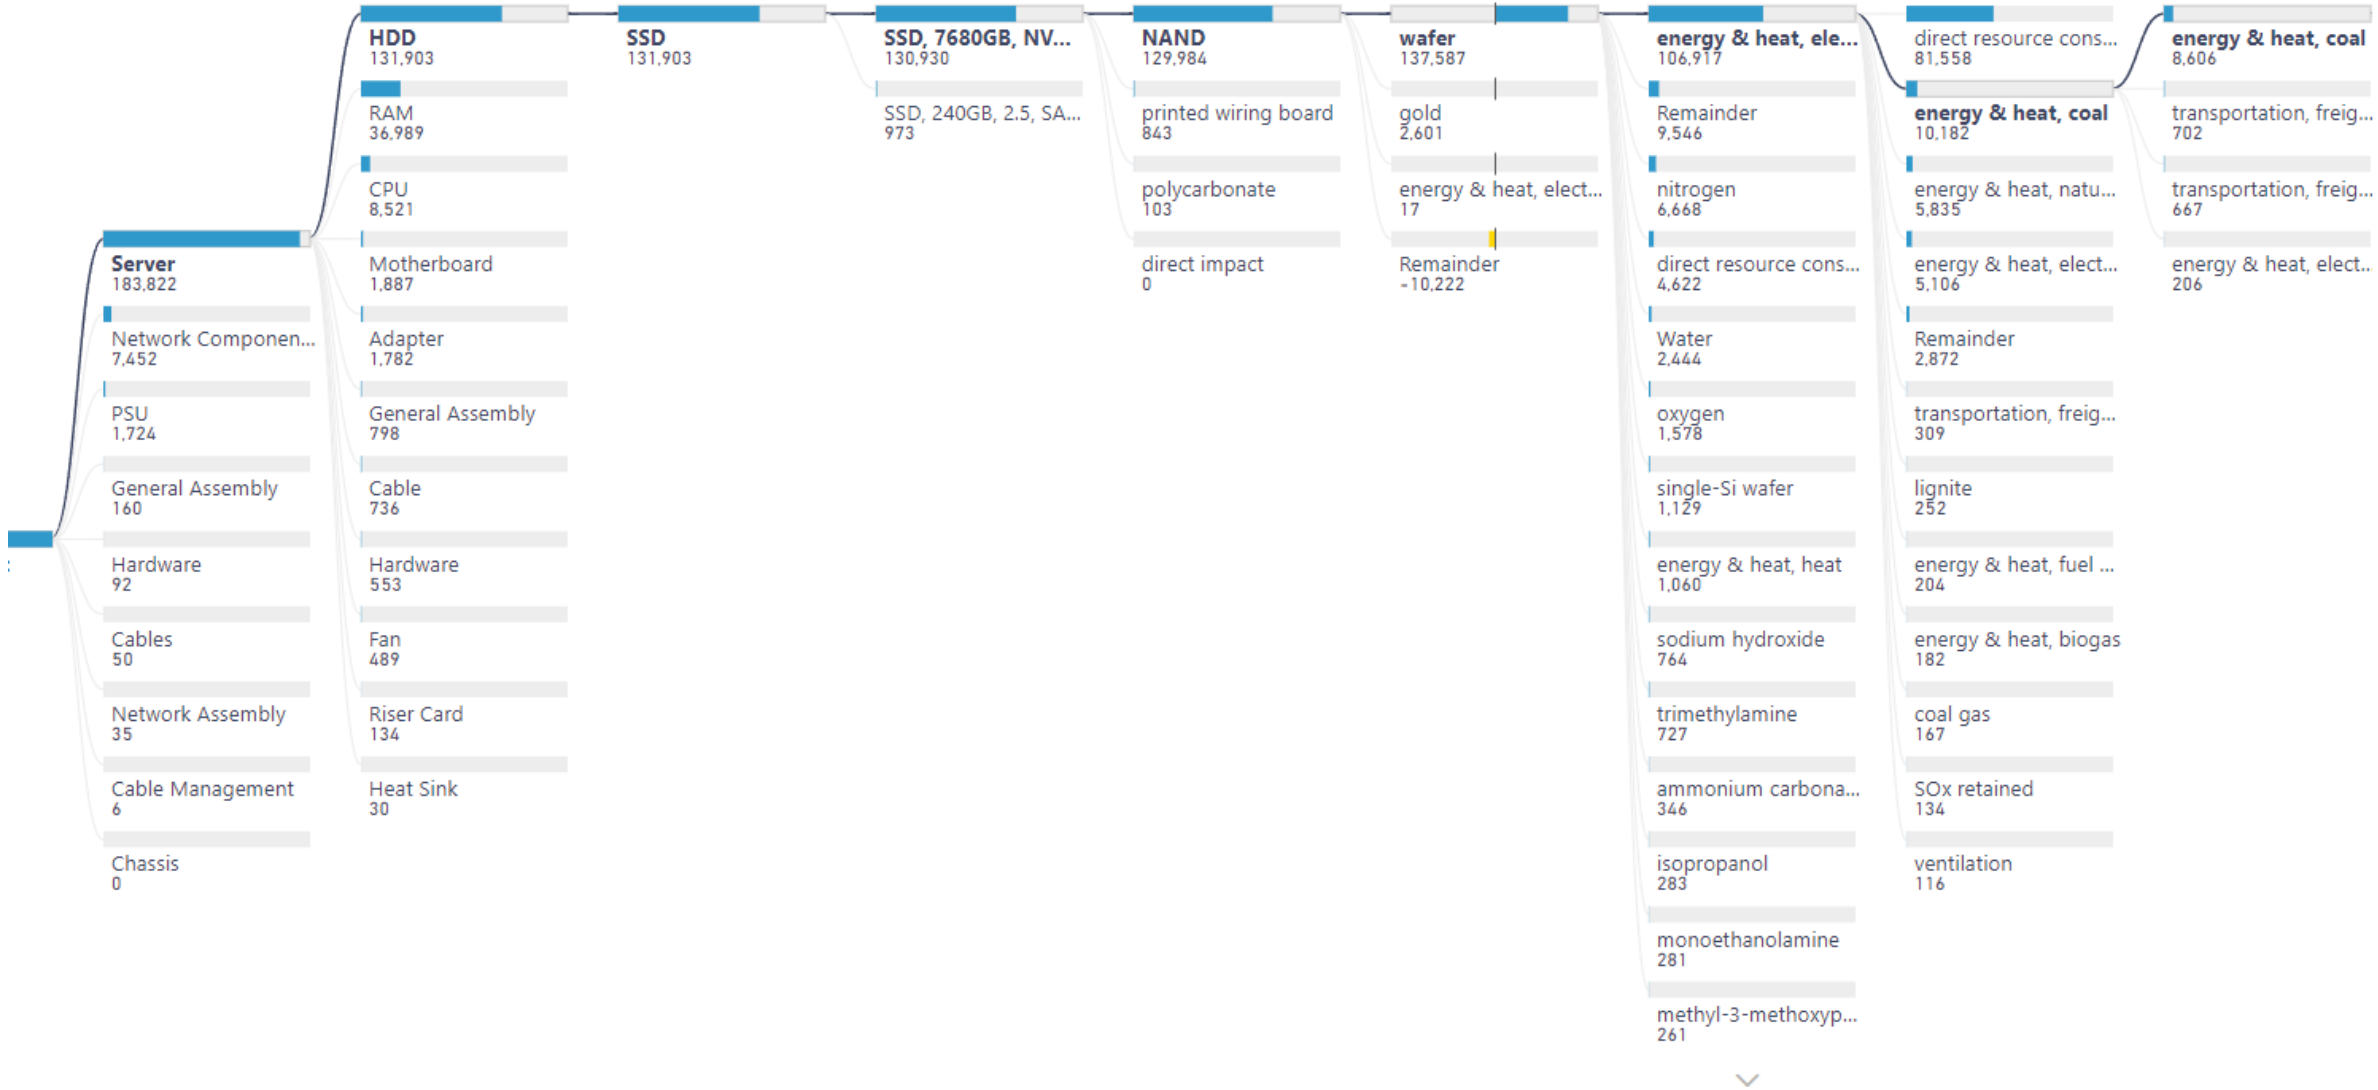 HDD
131,903
RAM
36,989
CPU
8,521
Motherboard
1,887
Adapter
1,782
General Assembly
798
Cable
736
Hardware
553
Fan
489
Riser Card
134
Heat Sink
30
Server
183,822
Network Componen...
7,452
PSU
1,724
General Assembly
160
Hardware
92
Cables
50
Network Assembly
35
Cable Management
6
Chassis
0
SSD
131,903
SSD, 7680GB, NV...
130,930
SSD, 240GB, 2.5, SA...
973
NAND
129,984
printed wiring board
843
polycarbonate
103
direct impact
0
wafer
137,587
gold
2,601
energy & heat, elect...
17
Remainder
-10,222
energy & heat, ele...
106,917
Remainder
9,546
nitrogen
6,668
direct resource cons...
4,622
Water
2,444
oxygen
1,578
single-Si wafer
1,129
energy & heat, heat
1,060
sodium hydroxide
764
trimethylamine
727
ammonium carbona...
346
isopropanol
283
monoethanolamine
281
methyl-3-methoxyp...
261
direct resource cons...
81,558
energy & heat, coal
10,182
energy & heat, natu...
5,835
energy & heat, elect...
5,106
Remainder
2,872
transportation, freig...
309
lignite
252
energy & heat, fuel ...
204
energy & heat, biogas
182
coal gas
167
SOx retained
134
ventilation
116
energy & heat, coal
8,606
transportation, freig...
702
transportation, freig...
667
energy & heat, elect...
206